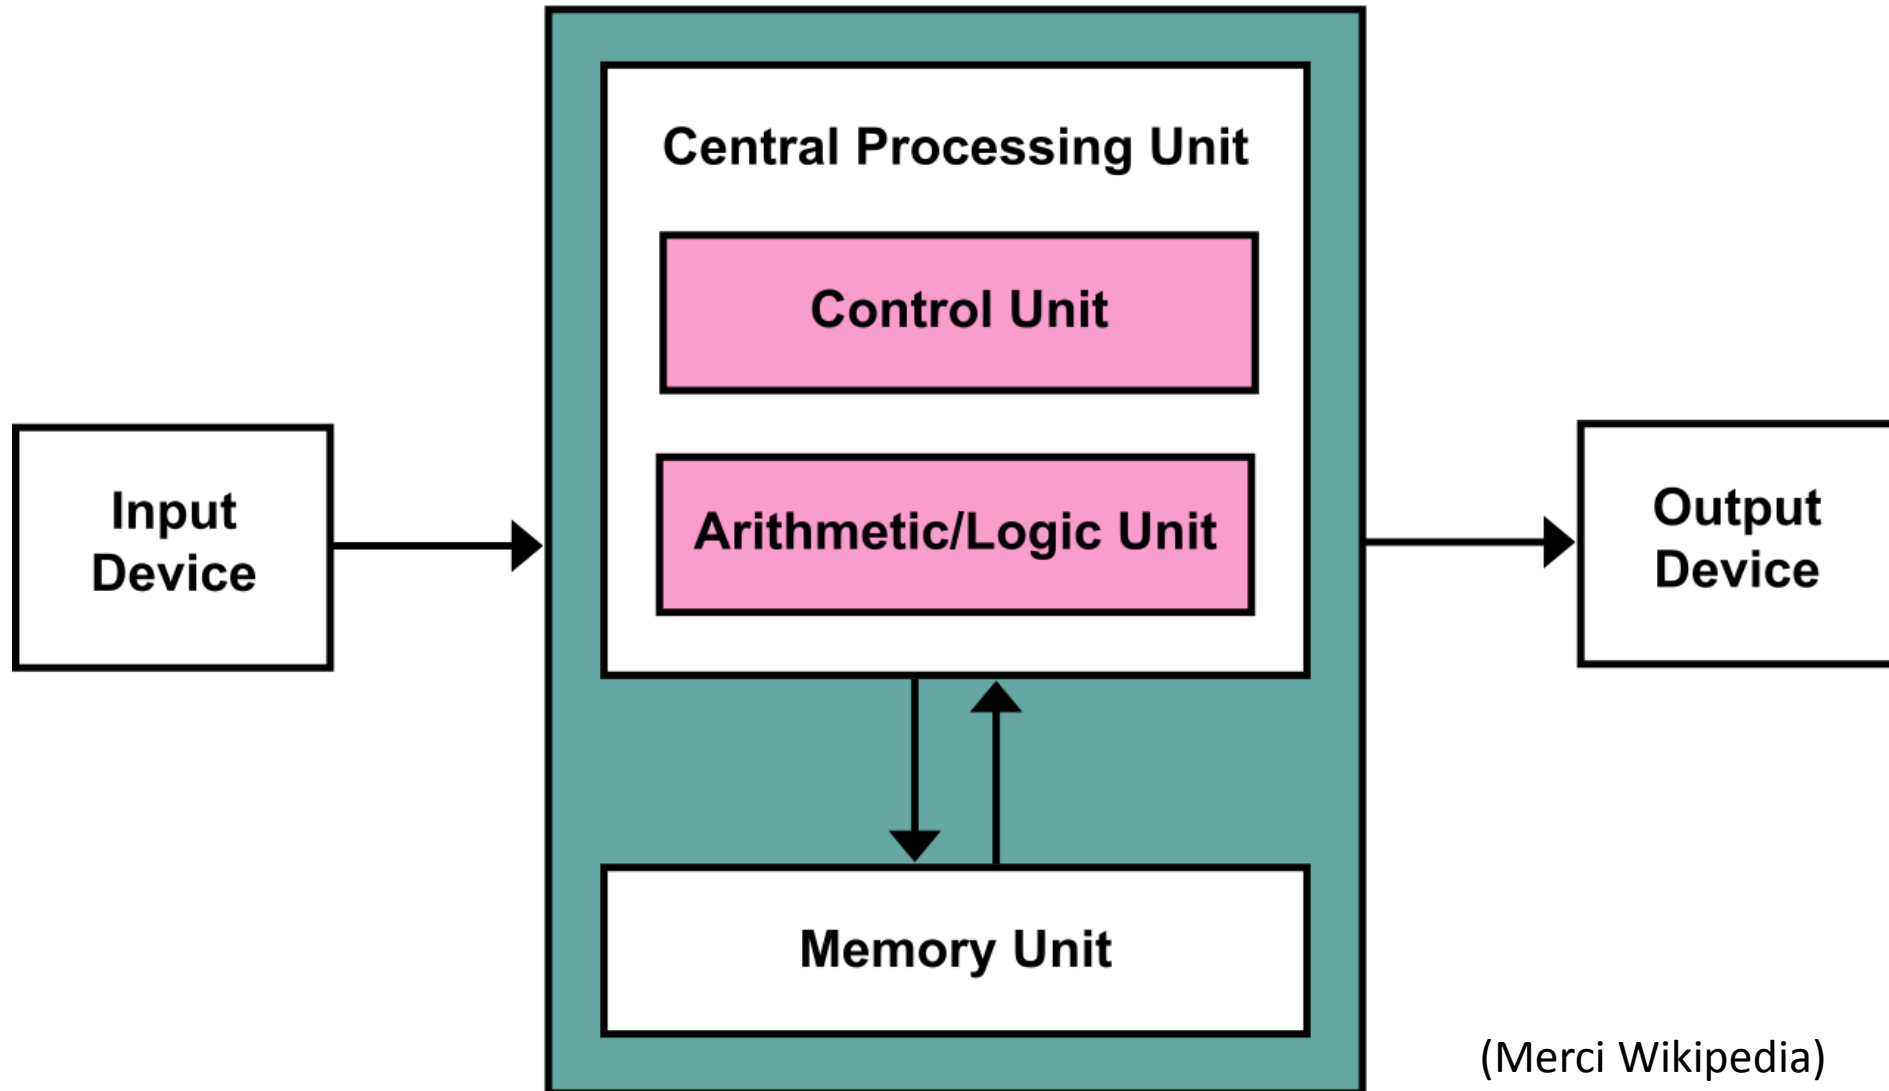 Central Processing Unit
Control Unit
Arithmetic/Logic Unit
Input
Device
Output
Device
Memory Unit
(Merci Wikipedia)